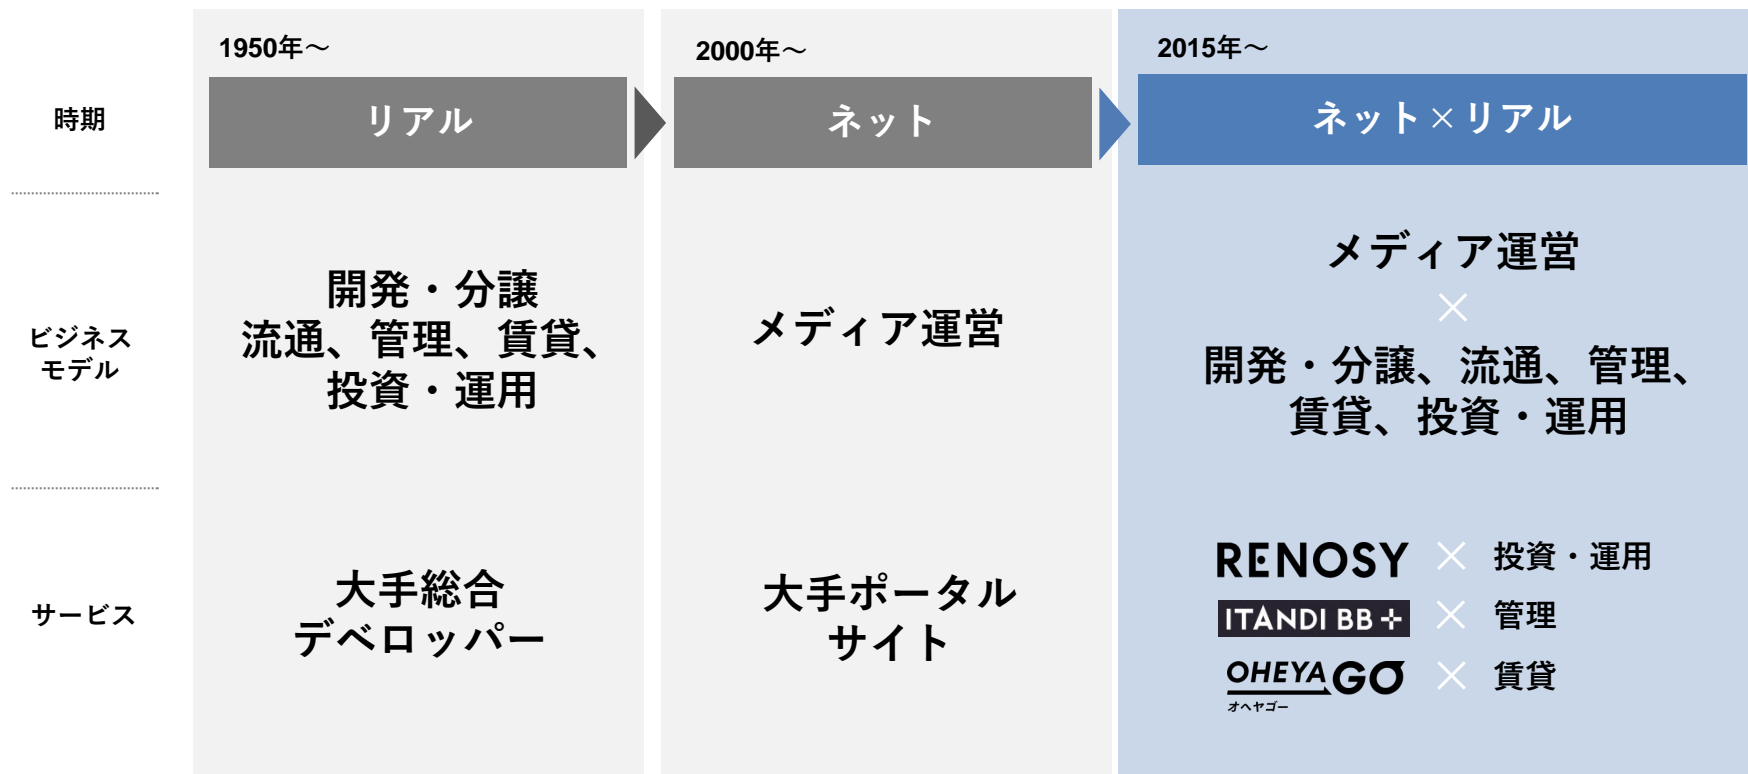 1950年～
2000年～
2015年～
時期
リアル
ネット
ネット×リアル
ビジネス
モデル
開発・分譲
流通、管理、賃貸、
投資・運用
メディア運営
メディア運営
×
開発・分譲、流通、管理、
賃貸、投資・運用
サービス
大手総合
デベロッパー
大手ポータル
サイト
RENOSY × 投資・運用
ITANDI BB + × 管理
OHEYAGO × 賃貸
オヘヤゴー